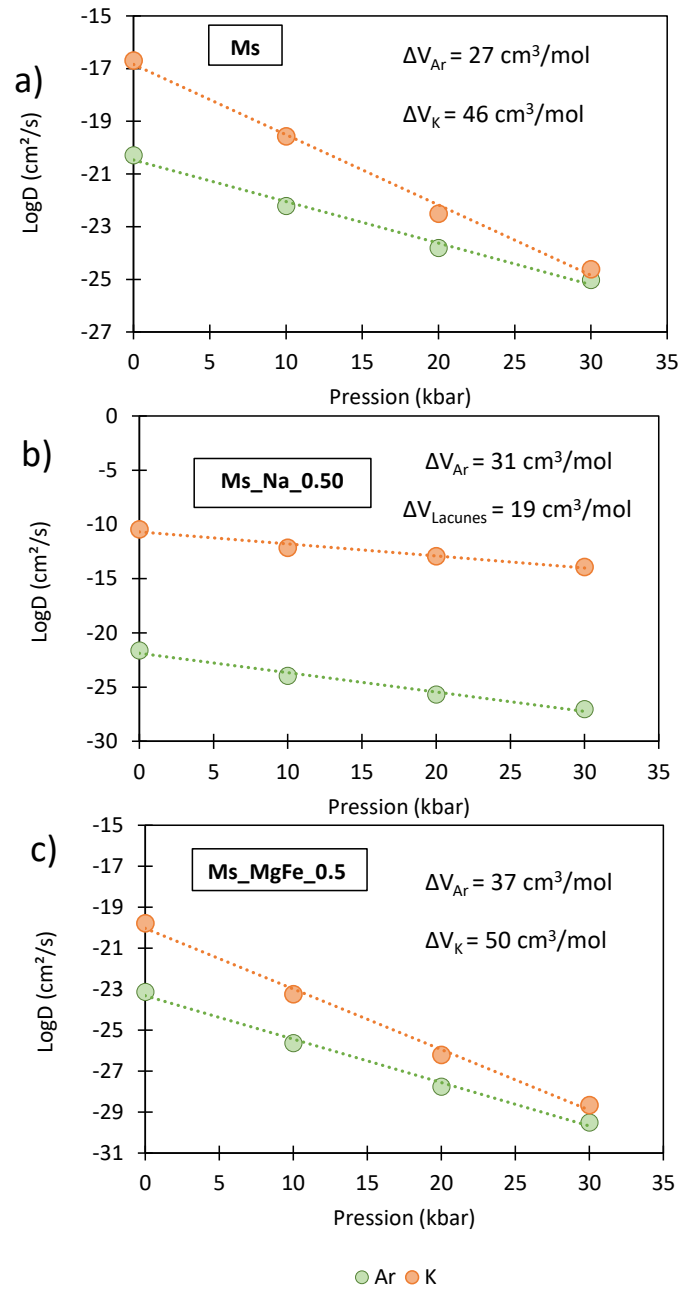 a)
Ms
ΔV_Ar = 27 cm³/mol
ΔV_K = 46 cm³/mol
LogD (cm²/s)
-15
-17
-19
-21
-23
-25
-27
0 5 10 15 20 25 30 35
Pression (kbar)
b)
Ms_Na_0.50
ΔV_Ar = 31 cm³/mol
ΔV_Lacunes = 19 cm³/mol
LogD (cm²/s)
0
-5
-10
-15
-20
-25
-30
0 5 10 15 20 25 30 35
Pression (kbar)
c)
Ms_MgFe_0.5
ΔV_Ar = 37 cm³/mol
ΔV_K = 50 cm³/mol
LogD (cm²/s)
-15
-17
-19
-21
-23
-25
-27
-29
-31
0 5 10 15 20 25 30 35
Pression (kbar)
Ar K